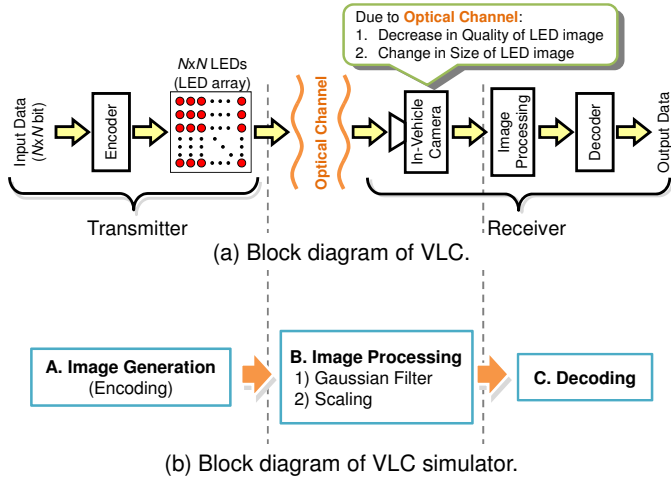 Due to Optical Channel:
1. Decrease in Quality of LED image
2. Change in Size of LED image
NxN LEDs
(LED array)
Input Data
(NxN bit)
Encoder
Optical Channel
In-Vehicle
Camera
Image
Processing
Decoder
Output Data
Transmitter
Receiver
(a) Block diagram of VLC.
A. Image Generation
(Encoding)
B. Image Processing
1) Gaussian Filter
2) Scaling
C. Decoding
(b) Block diagram of VLC simulator.